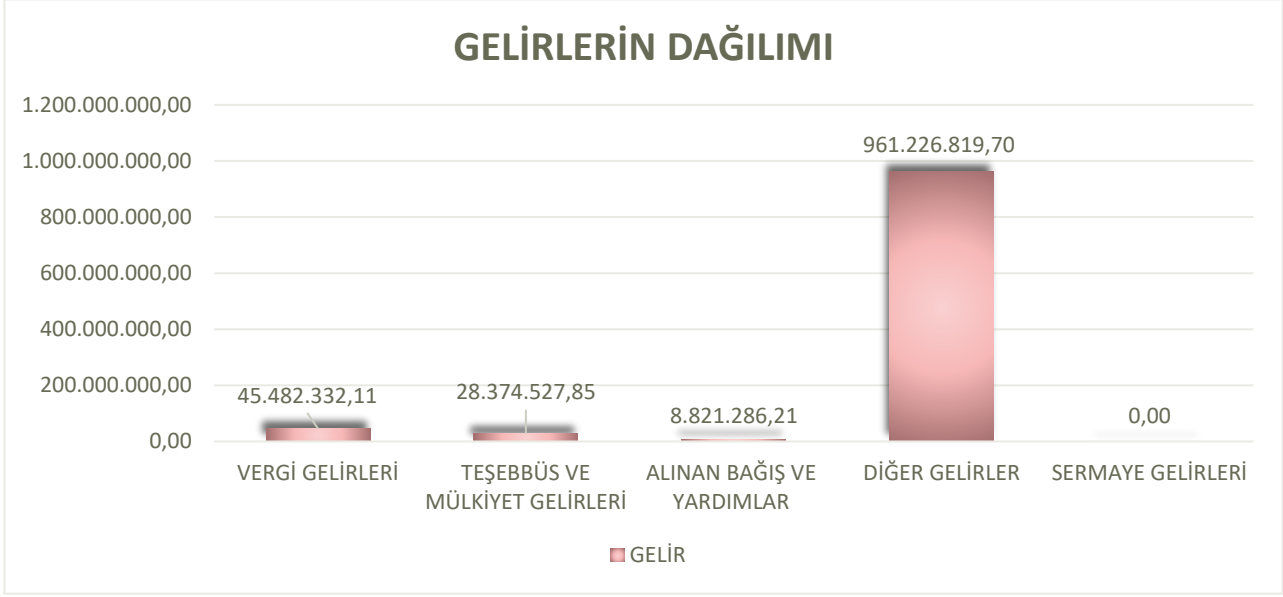 GELİRLERİN DAĞILIMI
1.200.000.000,00
1.000.000.000,00
800.000.000,00
600.000.000,00
400.000.000,00
200.000.000,00
0,00
45.482.332,11
28.374.527,85
8.821.286,21
961.226.819,70
0,00
VERGİ GELİRLERİ
TEŞEBBÜS VE
MÜLKİYET GELİRLERİ
ALINAN BAĞIŞ VE
YARDIMLAR
DİĞER GELİRLER
SERMAYE GELİRLERİ
GELİR